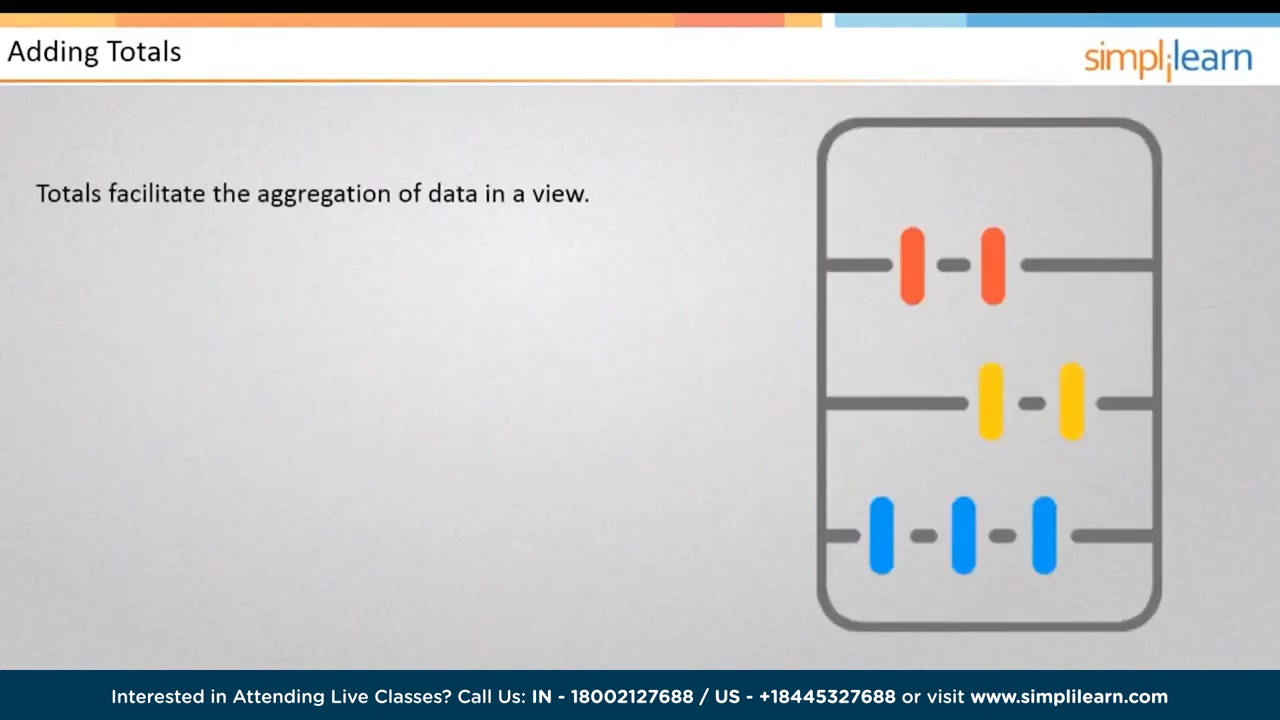 Adding Totals
simplilearn
Totals facilitate the aggregation of data in a view.
Interested in Attending Live Classes? Call Us: IN - 18002127688 / US - +18445327688 or visit www.simplilearn.com